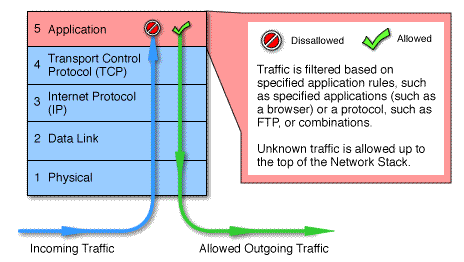 5 Application
4 Transport Control
Protocol (TCP)
3 Internet Protocol
(IP)
2 Data Link
1 Physical
Incoming Traffic
Allowed Outgoing Traffic
Disallowed
Allowed
Traffic is filtered based on
specified application rules, such
as specified applications (such as
a browser) or a protocol, such as
FTP, or combinations.
Unknown traffic is allowed up to
the top of the Network Stack.